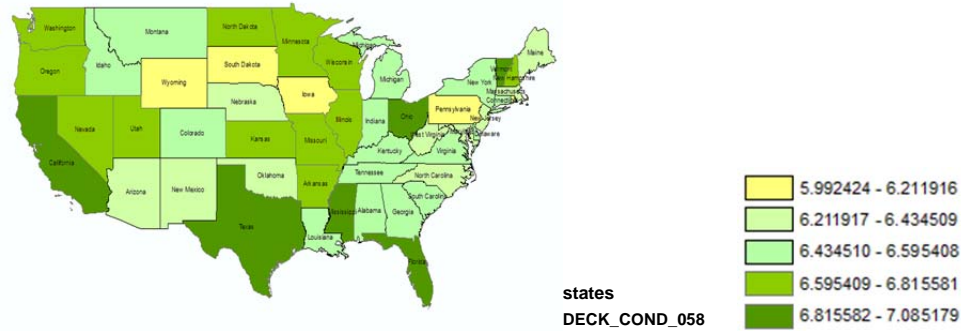 Washington
Montana
North Dakota
Minnesota
Michigan
Maine
Oregon
Idaho
South Dakota
Wisconsin
Vermont
New Hampshire
Wyoming
Michigan
New York
Massachusetts
Iowa
Connecticut
Nebraska
Pennsylvania
New Jersey
Nevada
Utah
Colorado
Illinois
Indiana
Ohio
Maryland
Delaware
West Virginia
California
Kansas
Missouri
Kentucky
Virginia
Tennessee
North Carolina
Arizona
New Mexico
Oklahoma
Arkansas
South Carolina
Texas
Mississippi
Alabama
Georgia
Louisiana
Florida
states
DECK_COND_058
5.992424 - 6.211916
6.211917 - 6.434509
6.434510 - 6.595408
6.595409 - 6.815581
6.815582 - 7.085179